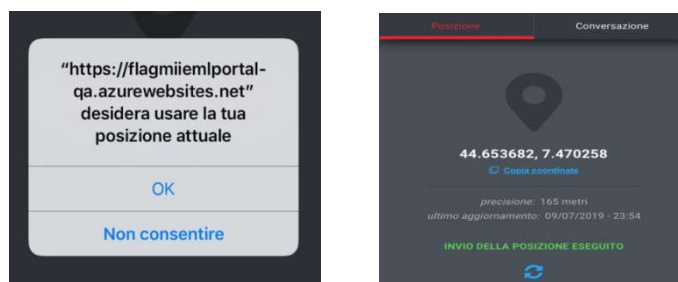 “https://flagmiiemlportal-
qa.azurewebsites.net”
desidera usare la tua
posizione attuale
OK
Non consentire
Posizione
Conversazione
44.653682, 7.470258
Copia coordinate
precisione: 165 metri
ultimo aggiornamento: 09/07/2019 - 23:54
INVIO DELLA POSIZIONE ESEGUITO